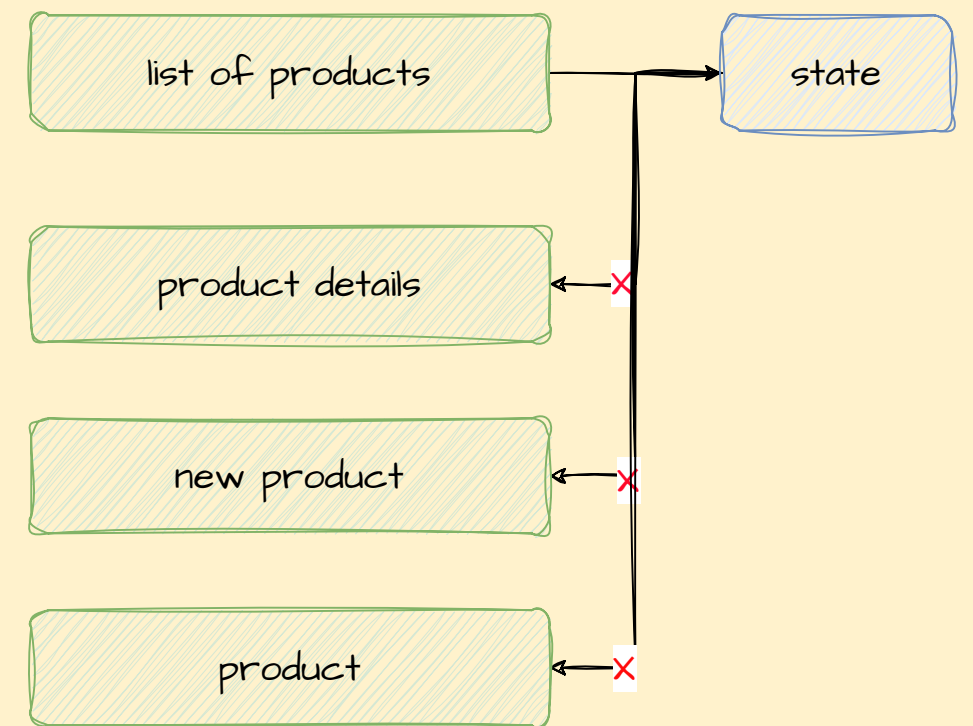 list of products
state
product details
new product
product